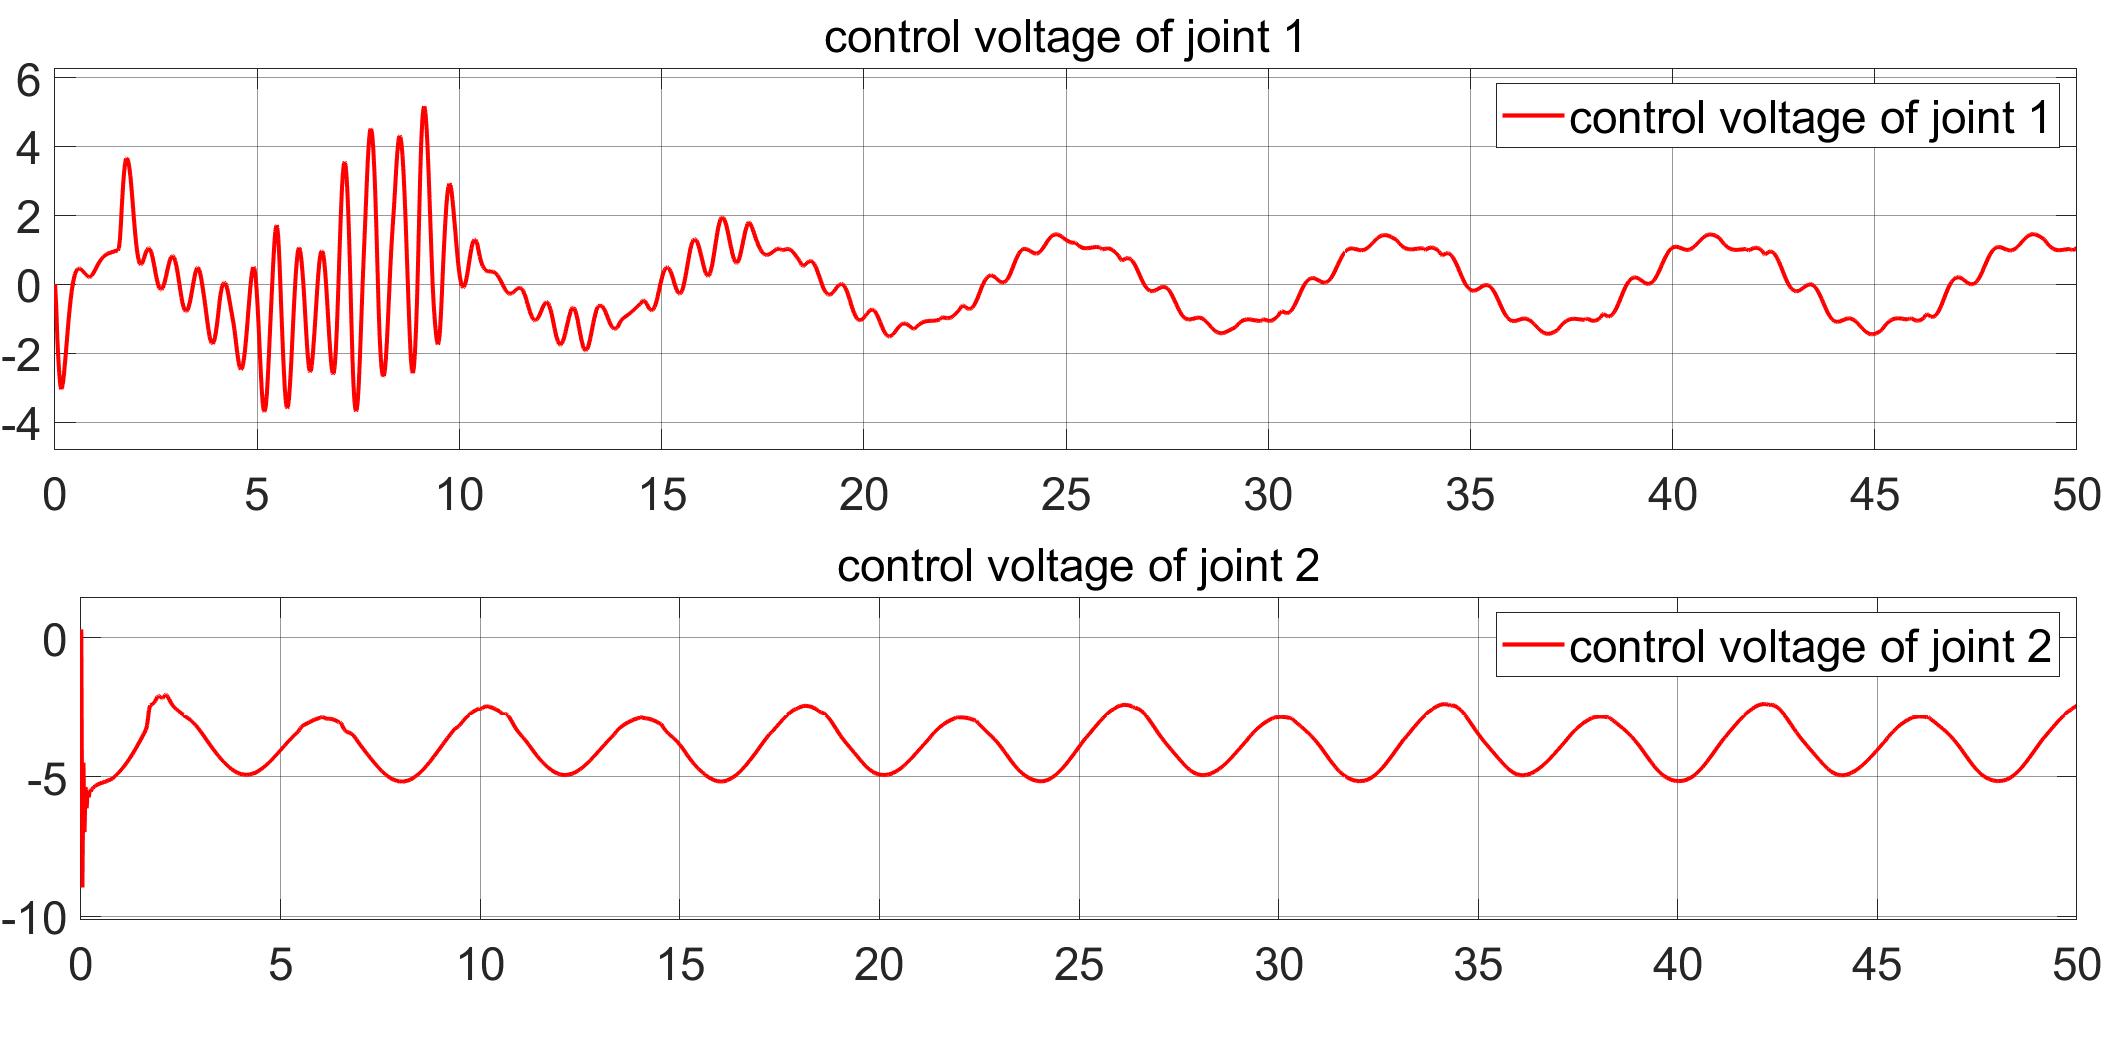 control voltage of joint 1
6
4
2
0
-2
-4
control voltage of joint 1
0 5 10 15 20 25 30 35 40 45 50
control voltage of joint 2
0
-5
-10
control voltage of joint 2
0 5 10 15 20 25 30 35 40 45 50